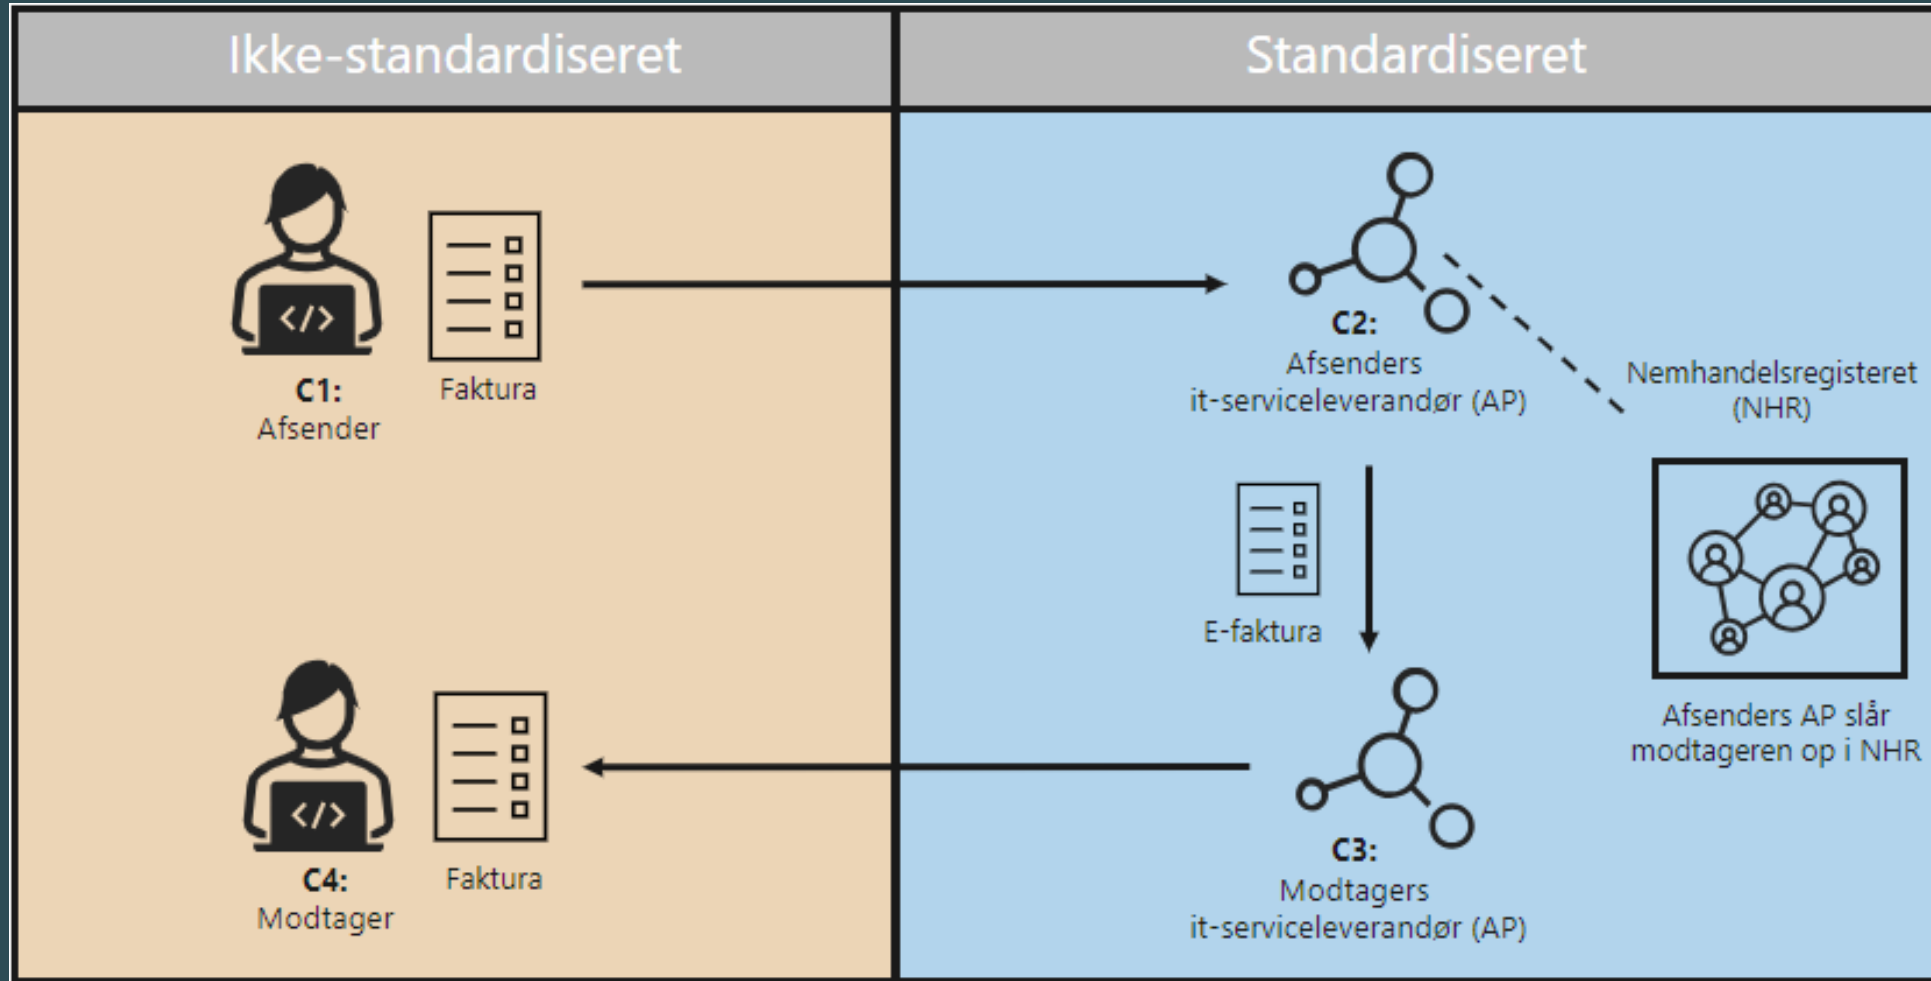 Ikke-standardiseret
Standardiseret
</>
C1:
Afsender
Faktura
C2:
Afsenders
it-serviceleverandør (AP)
Nemhandelsregisteret
(NHR)
E-faktura
Afsenders AP slår
modtageren op i NHR
</>
C4:
Modtager
Faktura
C3:
Modtagers
it-serviceleverandør (AP)